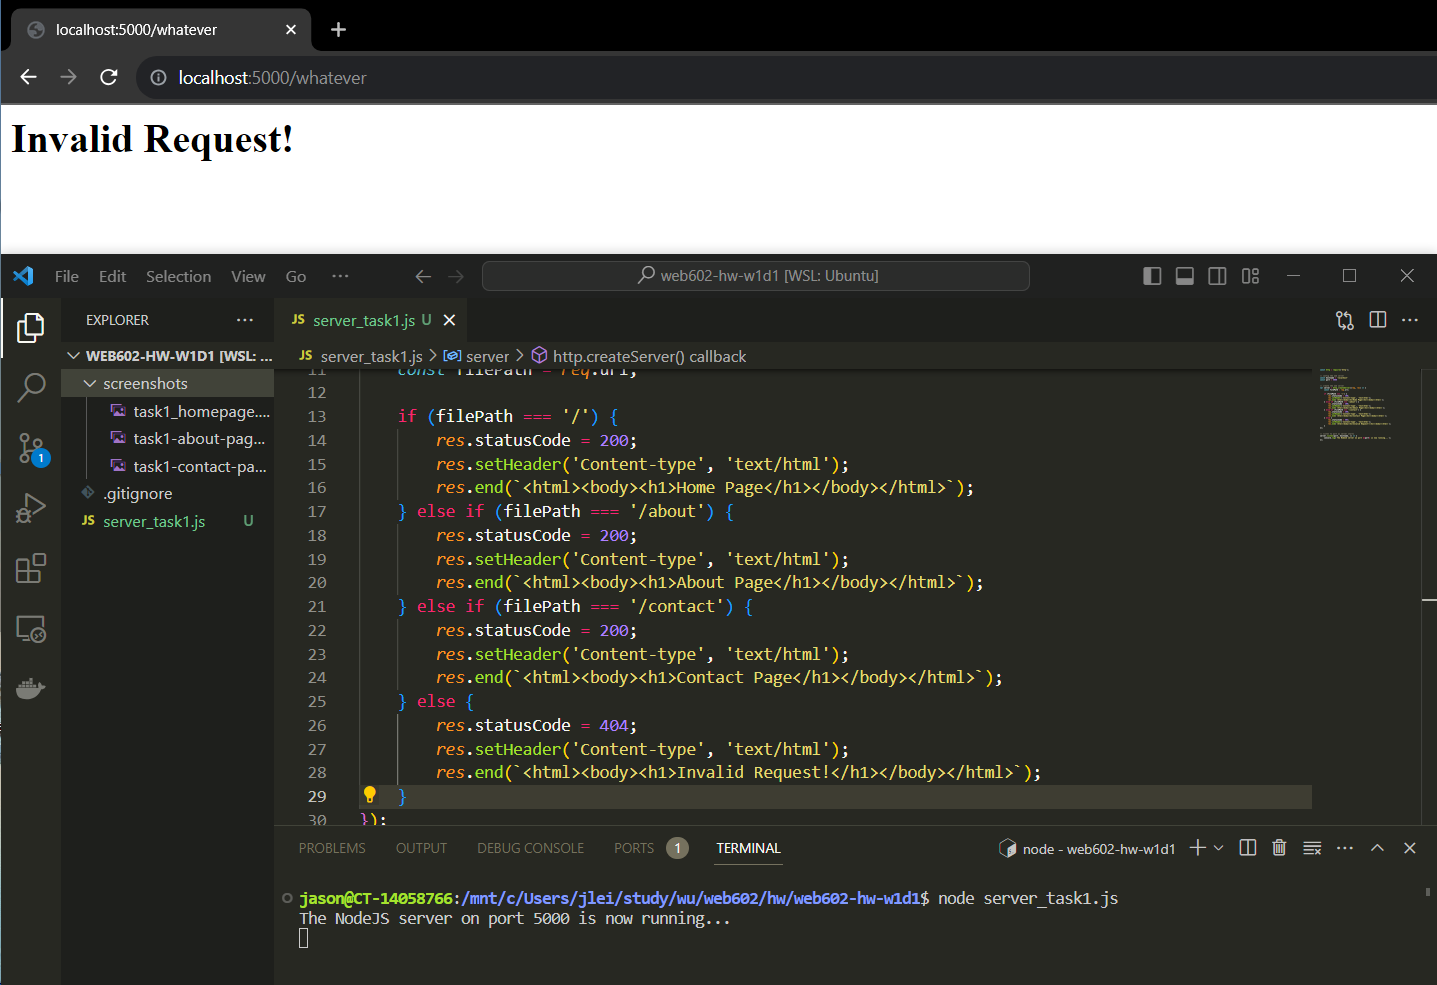 localhost:5000/whatever
localhost:5000/whatever
Invalid Request!
File Edit Selection View Go ...
web602-hw-w1d1 [WSL: Ubuntu]
EXPLORER
WEB602-HW-W1D1 [WSL: ...
screenshots
task1_homepage....
task1-about-pag...
task1-contact-pa...
.gitignore
JS server_task1.js U
1
JS server_task1.js U
JS server_task1.js > server > http.createServer() callback
11 const filePath = req.url;
12
13 if (filePath === '/') {
14 res.statusCode = 200;
15 res.setHeader('Content-type', 'text/html');
16 res.end(`<html><body><h1>Home Page</h1></body></html>`);
17 } else if (filePath === '/about') {
18 res.statusCode = 200;
19 res.setHeader('Content-type', 'text/html');
20 res.end(`<html><body><h1>About Page</h1></body></html>`);
21 } else if (filePath === '/contact') {
22 res.statusCode = 200;
23 res.setHeader('Content-type', 'text/html');
24 res.end(`<html><body><h1>Contact Page</h1></body></html>`);
25 } else {
26 res.statusCode = 404;
27 res.setHeader('Content-type', 'text/html');
28 res.end(`<html><body><h1>Invalid Request!</h1></body></html>`);
29 }
30 });
PROBLEMS OUTPUT DEBUG CONSOLE PORTS 1 TERMINAL
node - web602-hw-w1d1
jason@CT-14058766:/mnt/c/Users/jlei/study/wu/web602/hw/web602-hw-w1d1$ node server_task1.js
The NodeJS server on port 5000 is now running...